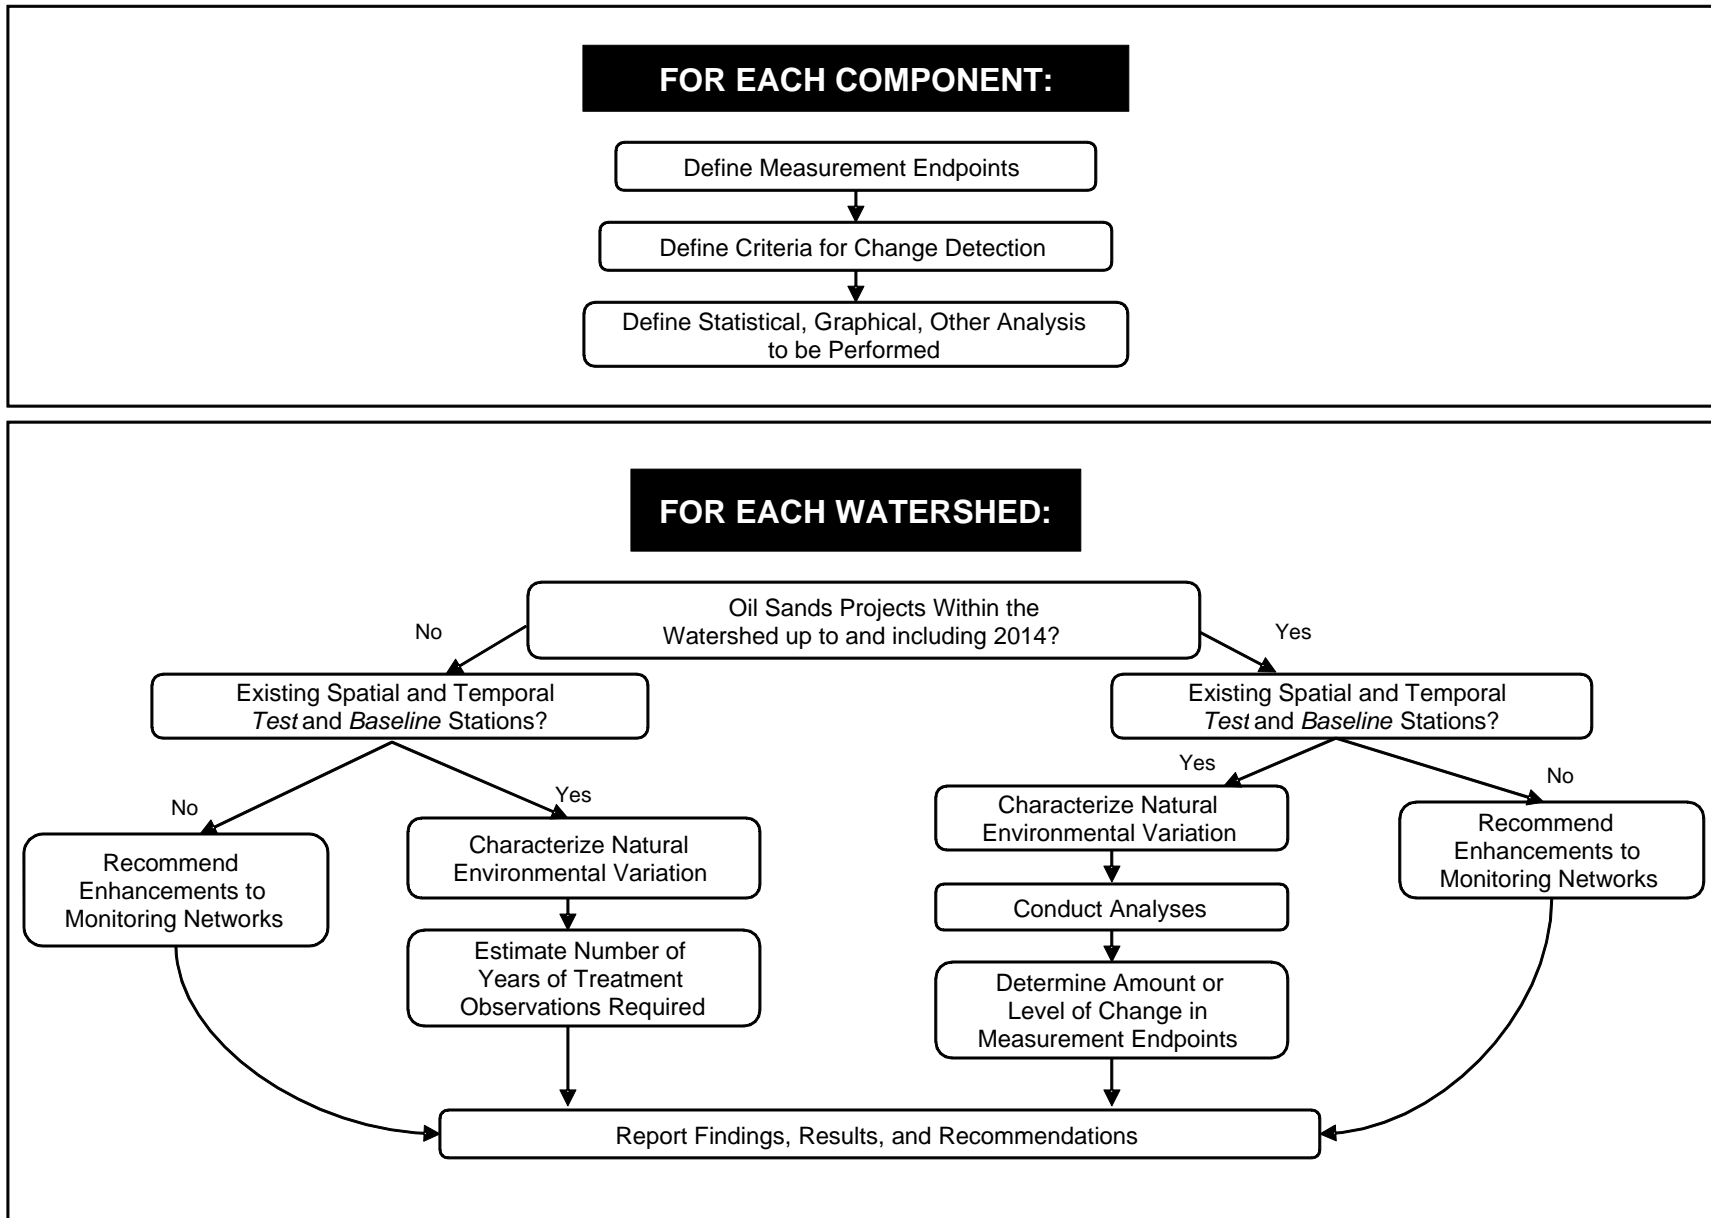 FOR EACH COMPONENT:
Define Measurement Endpoints
Define Criteria for Change Detection
Define Statistical, Graphical, Other Analysis
to be Performed
FOR EACH WATERSHED:
Oil Sands Projects Within the
Watershed up to and including 2014?
No
Yes
Existing Spatial and Temporal
Test and Baseline Stations?
Existing Spatial and Temporal
Test and Baseline Stations?
No
Yes
Yes
No
Recommend
Enhancements to
Monitoring Networks
Characterize Natural
Environmental Variation
Estimate Number of
Years of Treatment
Observations Required
Characterize Natural
Environmental Variation
Conduct Analyses
Determine Amount or
Level of Change in
Measurement Endpoints
Recommend
Enhancements to
Monitoring Networks
Report Findings, Results, and Recommendations